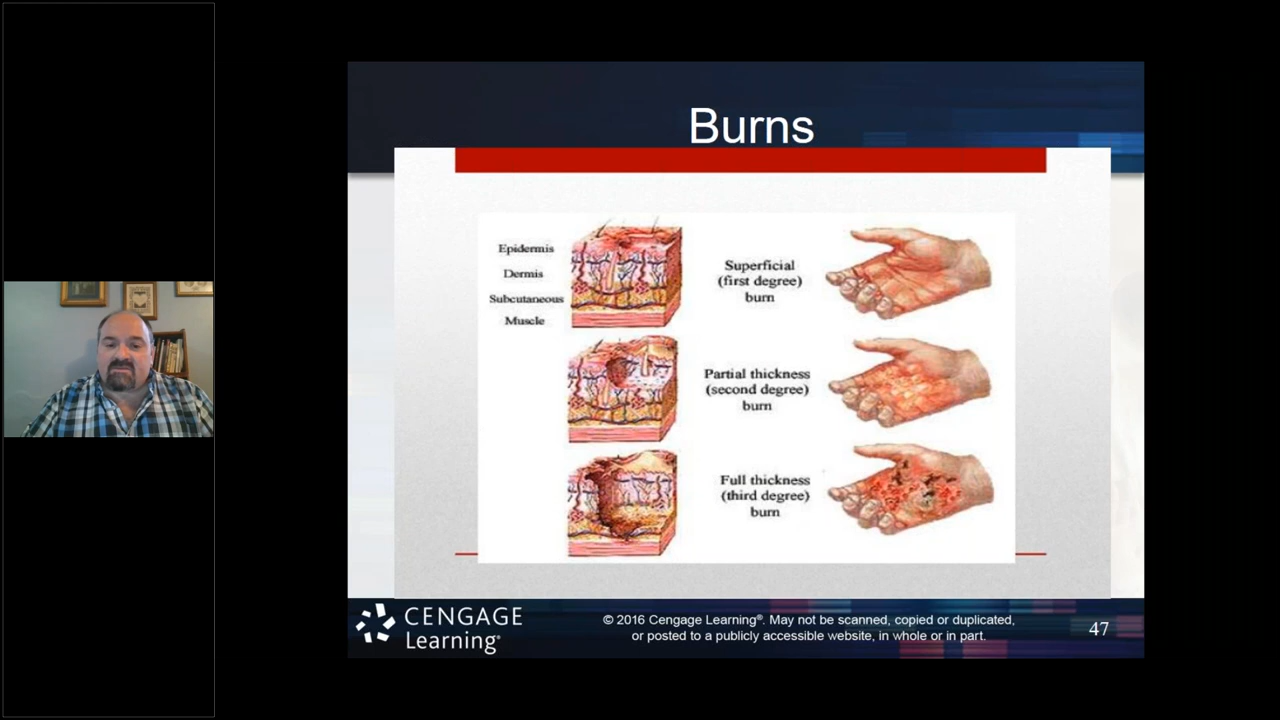 Burns
Epidermis
Dermis
Subcutaneous
Muscle
Superficial
(first degree)
burn
Partial thickness
(second degree)
burn
Full thickness
(third degree)
burn
CENGAGE
Learning®
© 2016 Cengage Learning®. May not be scanned, copied or duplicated,
or posted to a publicly accessible website, in whole or in part.
47